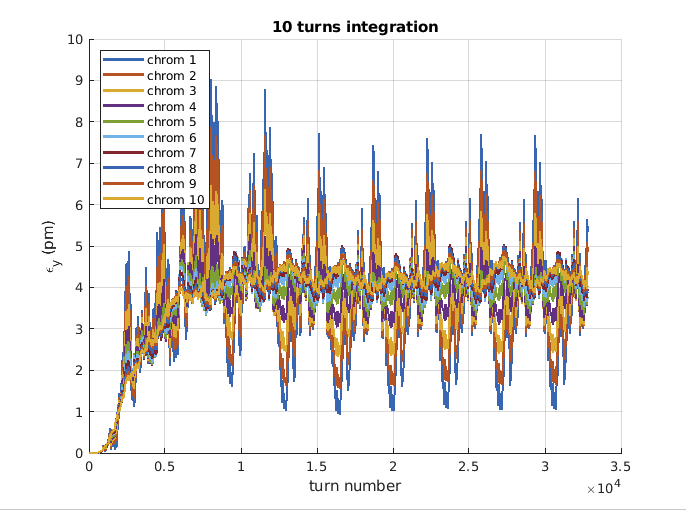 10 turns integration
10
9
8
7
6
5
4
3
2
1
0
chrom 1
chrom 2
chrom 3
chrom 4
chrom 5
chrom 6
chrom 7
chrom 8
chrom 9
chrom 10
ϵy (pm)
0 0.5 1 1.5 2 2.5 3 3.5
turn number
×10^4